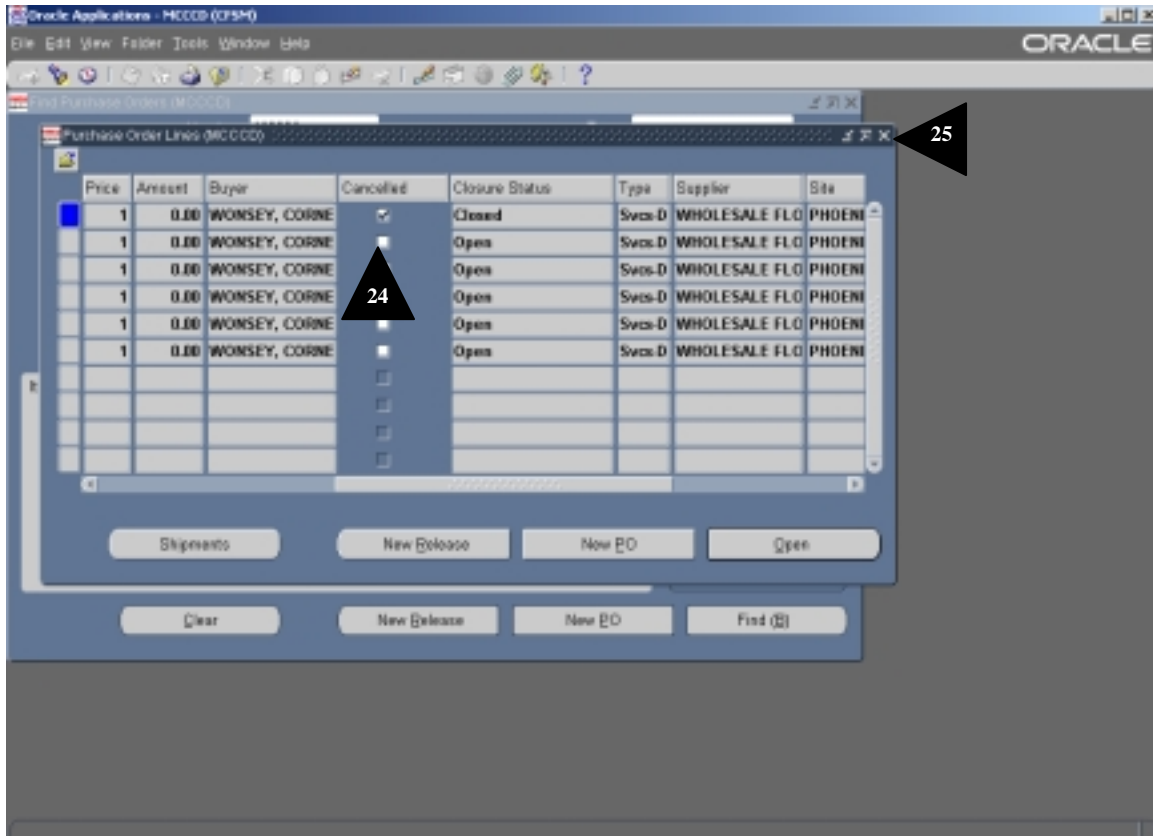 Oracle Applications - MCCCD (CFSM)
File Edit View Folder Tools Window Help
ORACLE
Find Purchase Orders (MCCCD)
Purchase Order Lines (MCCCD)
25
Price Amount Buyer Cancelled Closure Status Type Supplier Site
1 0.00 WONSEY, CORNE Closed Svcs-D WHOLESALE FLO PHOENI
1 0.00 WONSEY, CORNE Open Svcs-D WHOLESALE FLO PHOENI
1 0.00 WONSEY, CORNE Open Svcs-D WHOLESALE FLO PHOENI
1 0.00 WONSEY, CORNE 24 Open Svcs-D WHOLESALE FLO PHOENI
1 0.00 WONSEY, CORNE Open Svcs-D WHOLESALE FLO PHOENI
1 0.00 WONSEY, CORNE Open Svcs-D WHOLESALE FLO PHOENI
Shipments New Release New PO Open
Clear New Release New PO Find (B)